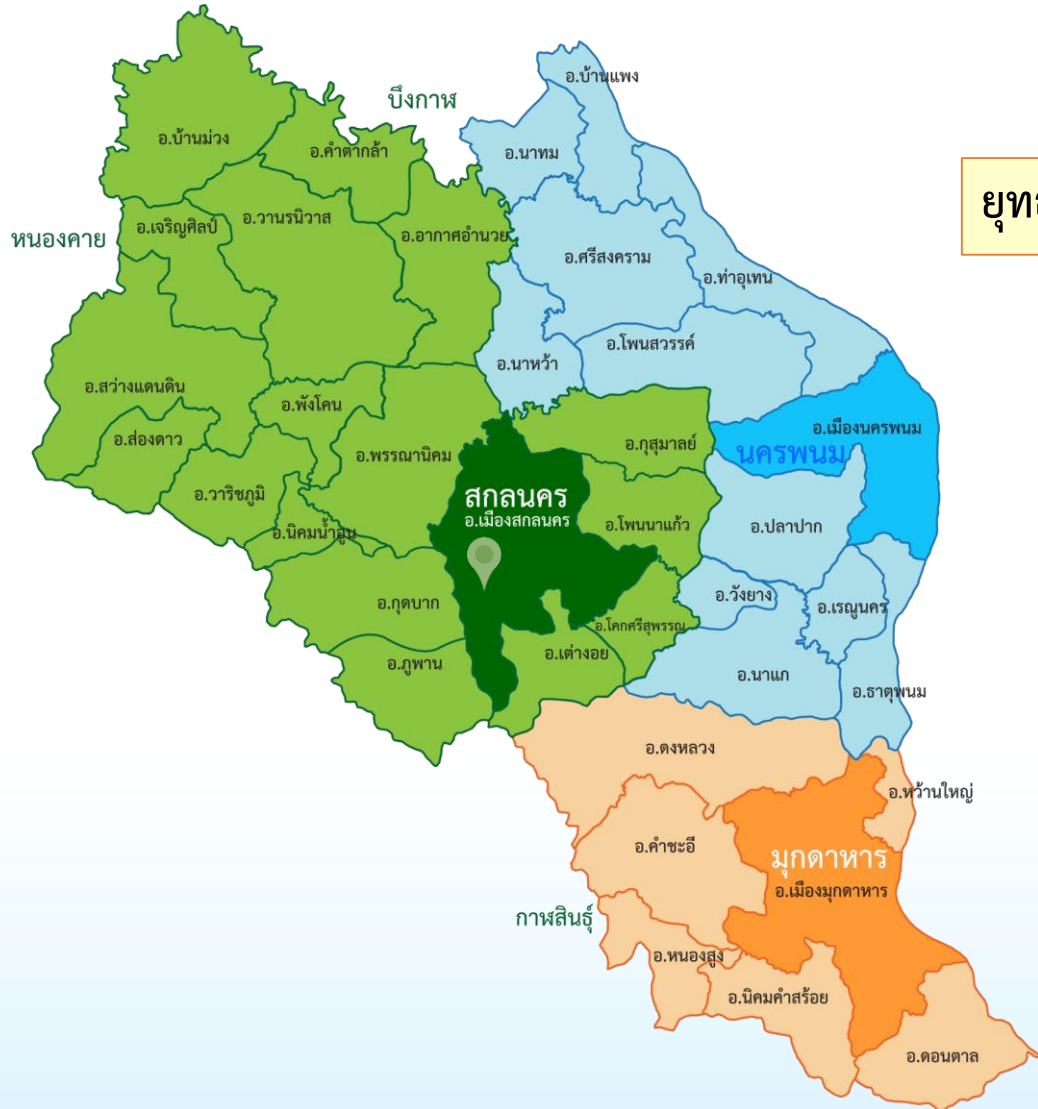 อ.บ้านแพง
บึงกาฬ
อ.บ้านม่วง
อ.คำตากล้า
อ.นาทม
ยุทธ
หนองคาย
อ.เจริญศิลป์
อ.วานรนิวาส
อ.อากาศอำนวย
อ.ศรีสงคราม
อ.ท่าอุเทน
อ.โพนสวรรค์
อ.นาหว้า
อ.สว่างแดนดิน
อ.พังโคน
อ.ส่องดาว
อ.เมืองนครพนม
นครพนม
อ.กุสุมาลย์
อ.พรรณานิคม
อ.วาริชภูมิ
สกลนคร
อ.เมืองสกลนคร
อ.โพนนาแก้ว
อ.ปลาปาก
อ.นิคมน้ำอูน
อ.วังยาง
อ.กุดบาก
อ.เรณูนคร
อ.โคกศรีสุพรรณ
อ.เต่างอย
อ.ภูพาน
อ.นาแก
อ.ธาตุพนม
อ.ดงหลวง
อ.หว้านใหญ่
อ.คำชะอี
มุกดาหาร
อ.เมืองมุกดาหาร
กาฬสินธุ์
อ.หนองสูง
อ.นิคมคำสร้อย
อ.ดอนตาล